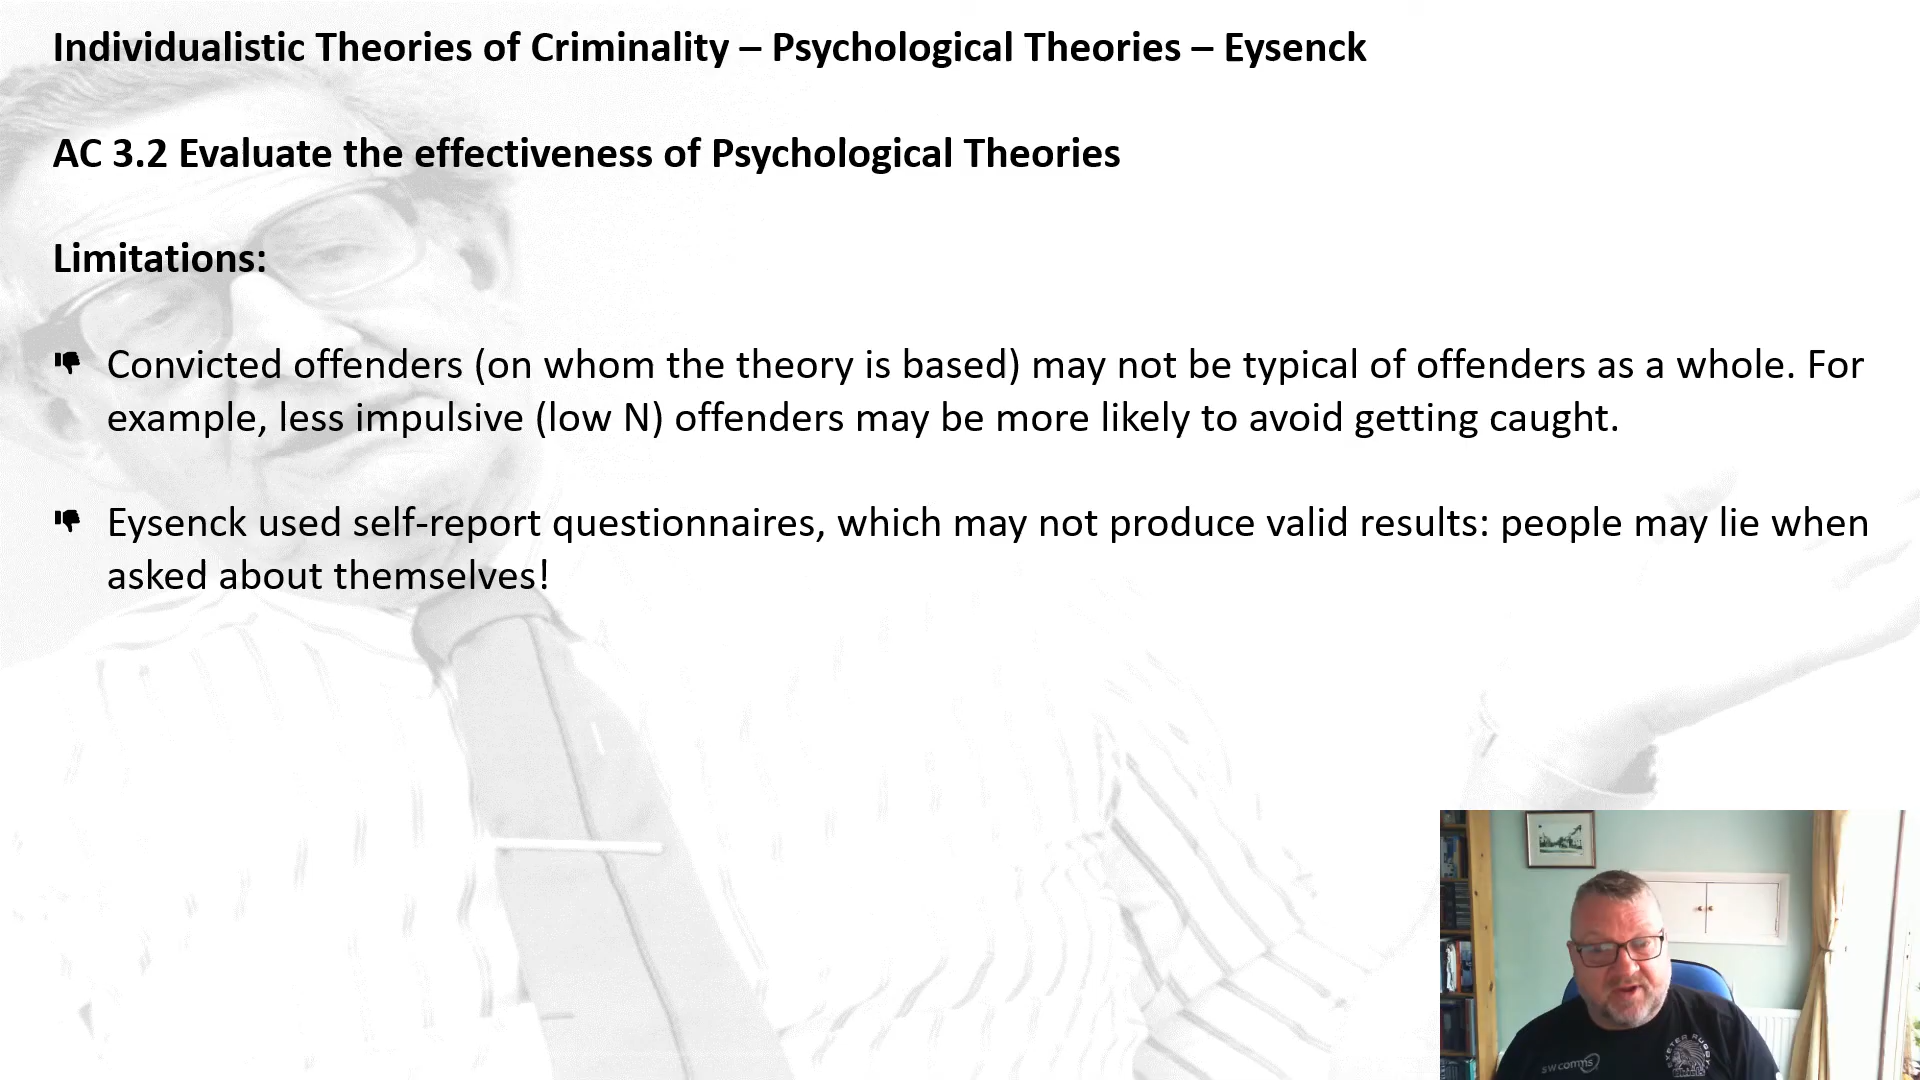 Individualistic Theories of Criminality – Psychological Theories – Eysenck
AC 3.2 Evaluate the effectiveness of Psychological Theories
Limitations:
Convicted offenders (on whom the theory is based) may not be typical of offenders as a whole. For
example, less impulsive (low N) offenders may be more likely to avoid getting caught.
Eysenck used self-report questionnaires, which may not produce valid results: people may lie when
asked about themselves!
swcomms
EXETER RUGBY